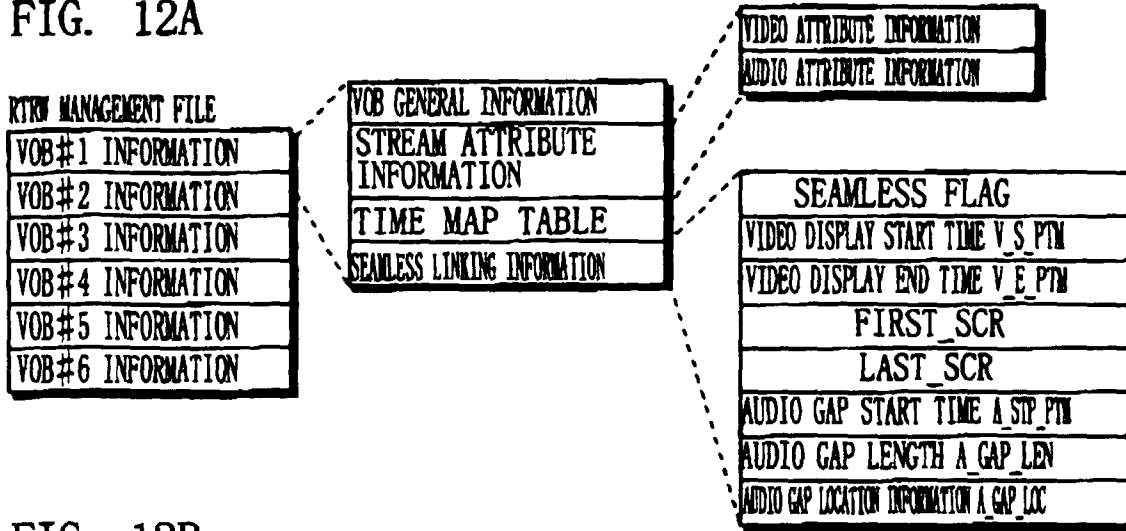 FIG. 12A
RTRW MANAGEMENT FILE
VOB#1 INFORMATION
VOB#2 INFORMATION
VOB#3 INFORMATION
VOB#4 INFORMATION
VOB#5 INFORMATION
VOB#6 INFORMATION
VOB GENERAL INFORMATION
STREAM ATTRIBUTE
INFORMATION
TIME MAP TABLE
SEAMLESS LINKING INFORMATION
VIDEO ATTRIBUTE INFORMATION
AUDIO ATTRIBUTE INFORMATION
SEAMLESS FLAG
VIDEO DISPLAY START TIME V_S_PTM
VIDEO DISPLAY END TIME V_E_PTM
FIRST_SCR
LAST_SCR
AUDIO GAP START TIME A_STP_PTM
AUDIO GAP LENGTH A_GAP_LEN
AUDIO GAP LOCATION INFORMATION A_GAP_LOC